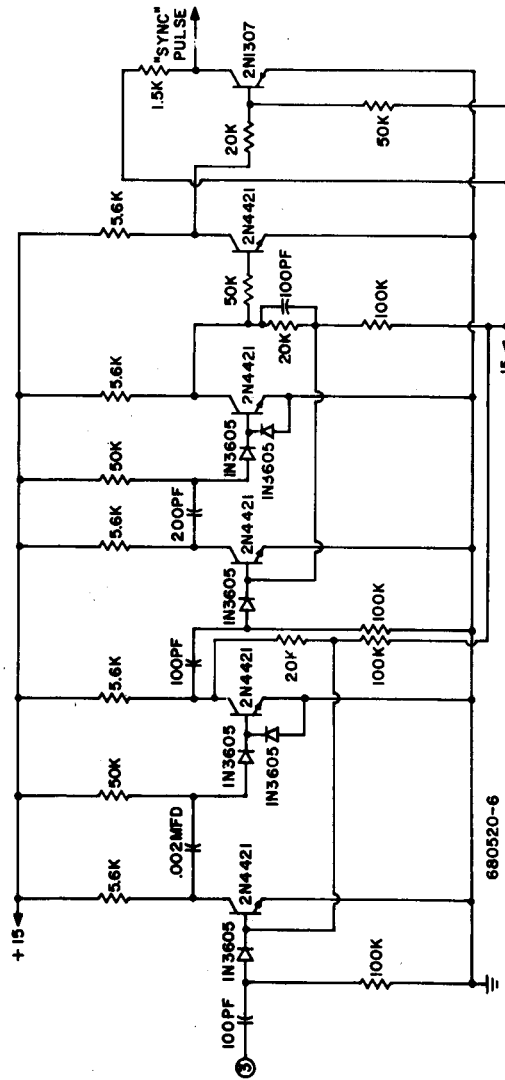 +15
5.6K
50K
5.6K
5.6K
50K
5.6K
5.6K
1.5K
"SYNC"
PULSE
.002MFD
100PF
200PF
20K
2N1307
100PF
1N3605
2N4421
1N3605
2N4421
1N3605
1N3605
2N4421
1N3605
2N4421
1N3605
50K
2N4421
100PF
20K
20K
50K
100K
100K
100K
100K
3
15
680520-6